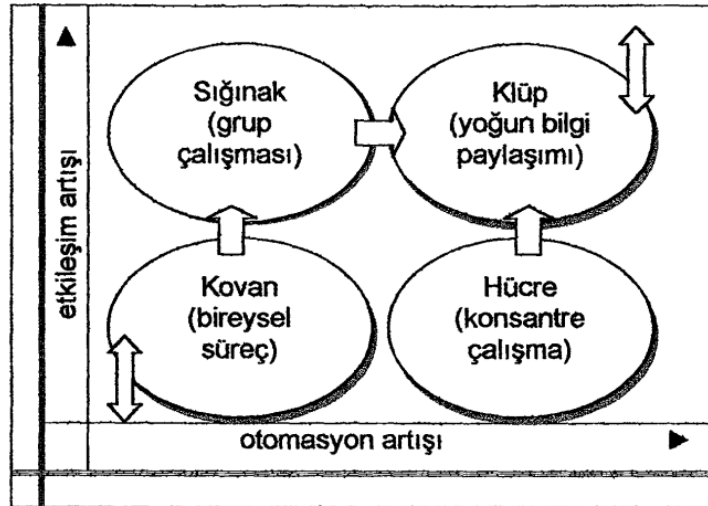 Sığınak
(grup
çalışması)
Klüp
(yoğun bilgi
paylaşımı)
Kovan
(bireysel
süreç)
Hücre
(konsantre
çalışma)
etkileşim artışı
otomasyon artışı